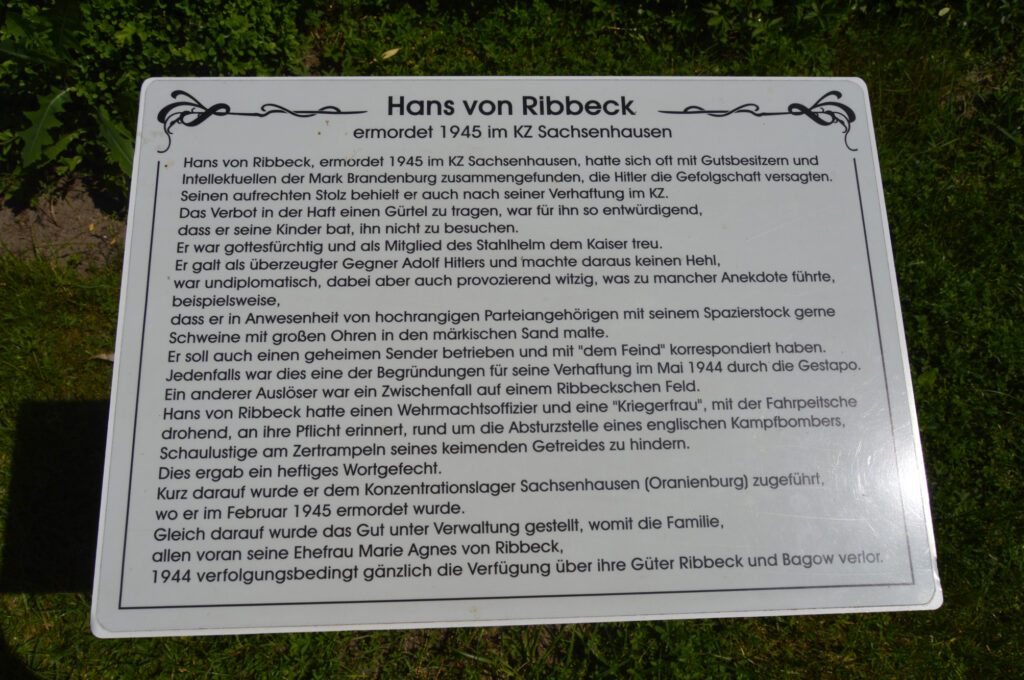 Hans von Ribbeck
ermordet 1945 im KZ Sachsenhausen
Hans von Ribbeck, ermordet 1945 im KZ Sachsenhausen, hatte sich oft mit Gutsbesitzern und
Intellektuellen der Mark Brandenburg zusammengefunden, die Hitler die Gefolgschaft versagten.
Seinen aufrechten Stolz behielt er auch nach seiner Verhaftung im KZ.
Das Verbot in der Haft einen Gürtel zu tragen, war für ihn so entwürdigend,
dass er seine Kinder bat, ihn nicht zu besuchen.
Er war gottesfürchtig und als Mitglied des Stahlhelm dem Kaiser treu.
Er galt als überzeugter Gegner Adolf Hitlers und machte daraus keinen Hehl,
war undiplomatisch, dabei aber auch provozierend witzig, was zu mancher Anekdote führte,
beispielsweise,
dass er in Anwesenheit von hochrangigen Parteiangehörigen mit seinem Spazierstock gerne
Schweine mit großen Ohren in den märkischen Sand malte.
Er soll auch einen geheimen Sender betrieben und mit "dem Feind" korrespondiert haben.
Jedenfalls war dies eine der Begründungen für seine Verhaftung im Mai 1944 durch die Gestapo.
Ein anderer Auslöser war ein Zwischenfall auf einem Ribbeckschen Feld.
Hans von Ribbeck hatte einen Wehrmachtsoffizier und eine "Kriegerfrau", mit der Fahrpeitsche
drohend, an ihre Pflicht erinnert, rund um die Absturzstelle eines englischen Kampfbombers,
Schaulustige am Zertrampeln seines keimenden Getreides zu hindern.
Dies ergab ein heftiges Wortgefecht.
Kurz darauf wurde er dem Konzentrationslager Sachsenhausen (Oranienburg) zugeführt,
wo er im Februar 1945 ermordet wurde.
Gleich darauf wurde das Gut unter Verwaltung gestellt, womit die Familie,
allen voran seine Ehefrau Marie Agnes von Ribbeck,
1944 verfolgungsbedingt gänzlich die Verfügung über ihre Güter Ribbeck und Bagow verlor.